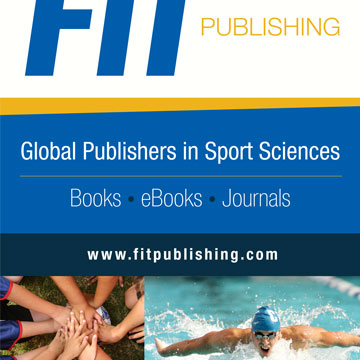 FIT
PUBLISHING
Global Publishers in Sport Sciences
Books • eBooks • Journals
www.fitpublishing.com